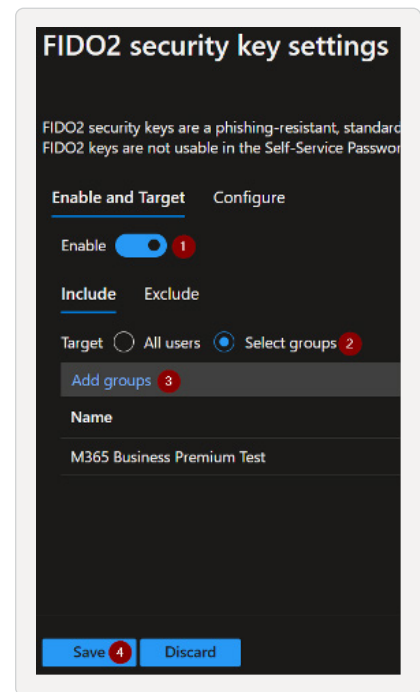 FIDO2 security key settings
FIDO2 security keys are a phishing-resistant, standard
FIDO2 keys are not usable in the Self-Service Passwor
Enable and Target Configure
Enable 1
Include Exclude
Target All users Select groups 2
Add groups 3
Name
M365 Business Premium Test
Save 4 Discard